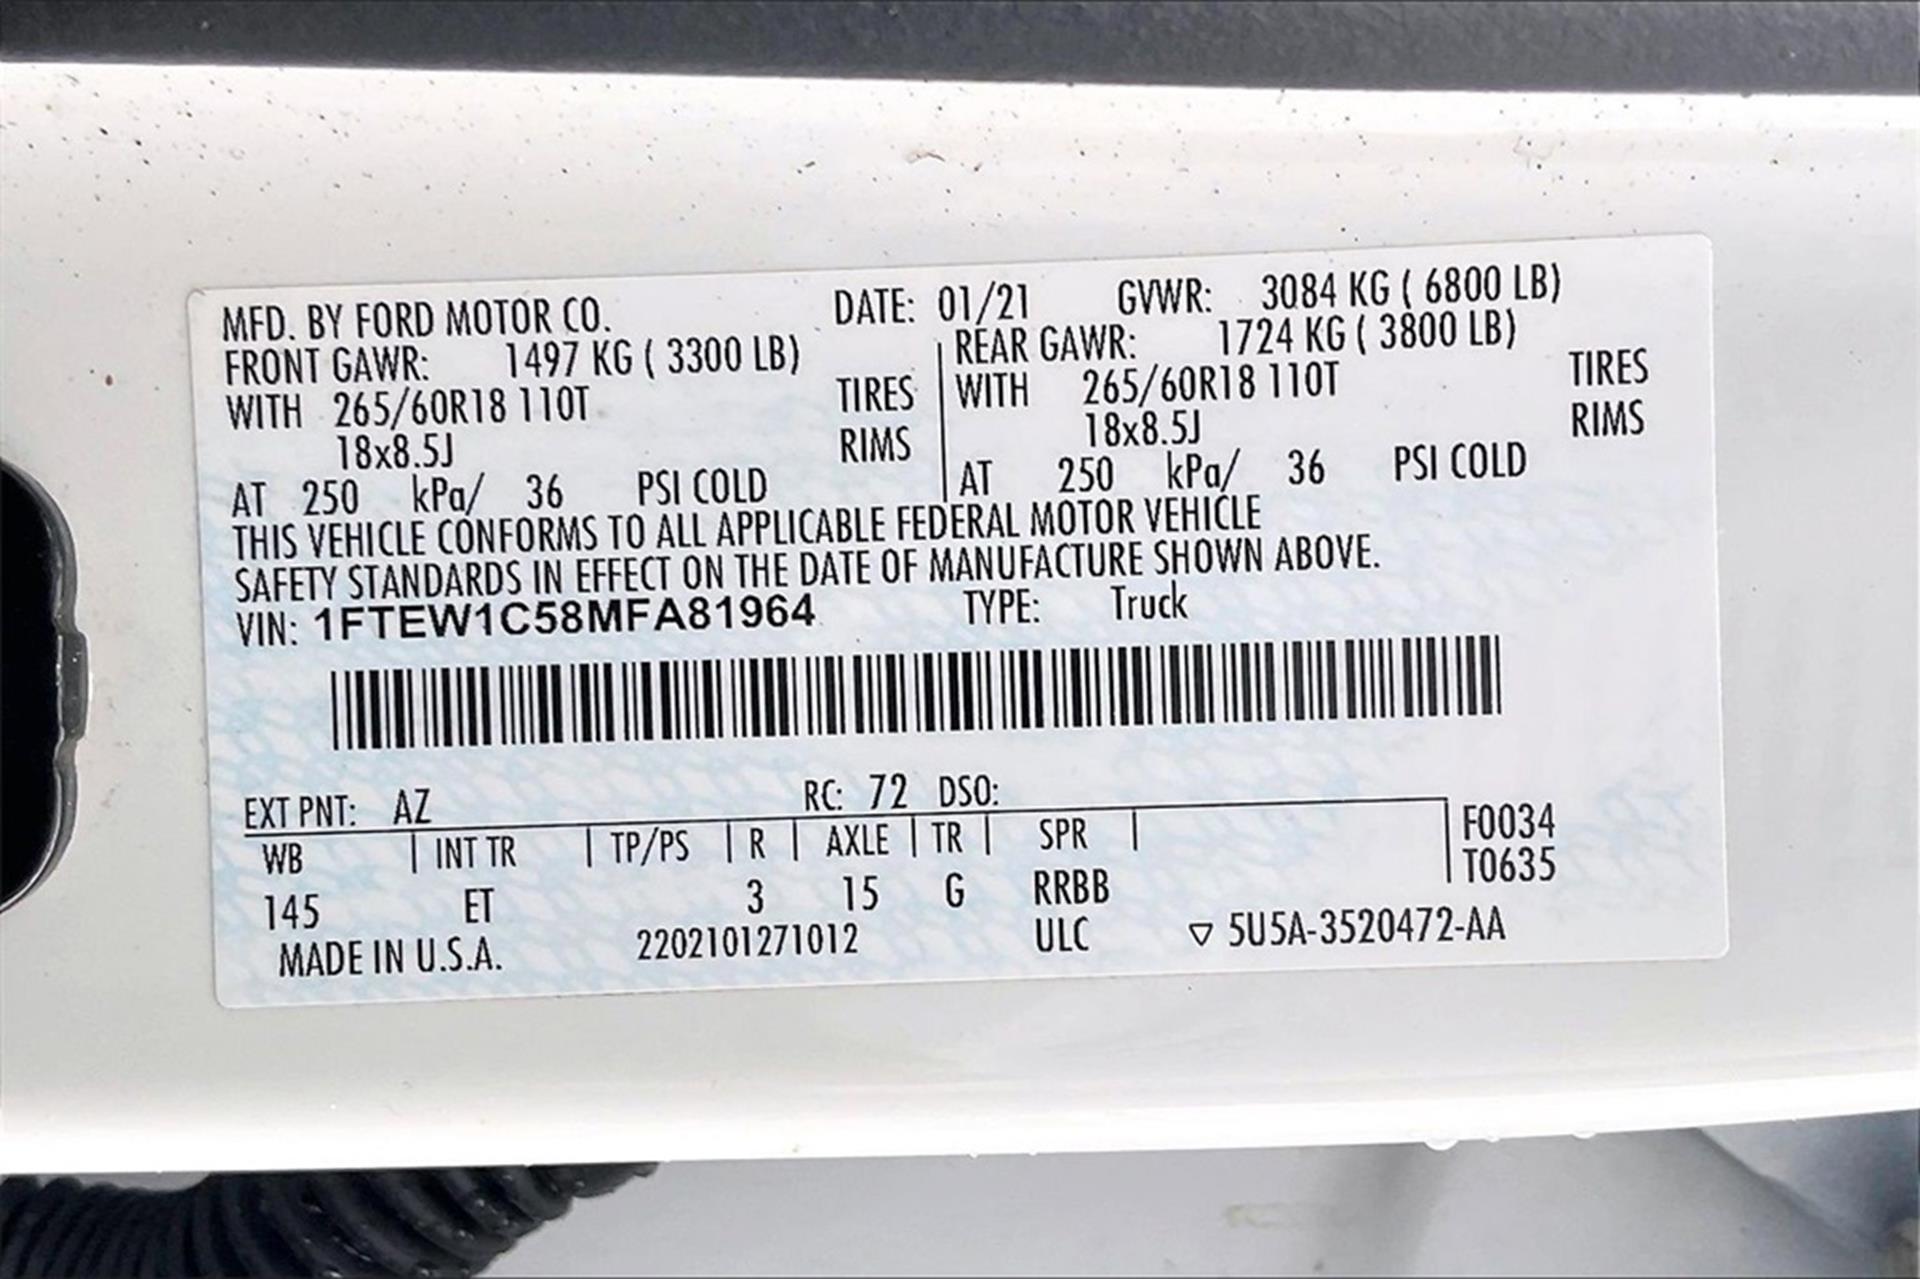 MFD. BY FORD MOTOR CO. DATE: 01/21 GVWR: 3084 KG ( 6800 LB)
FRONT GAWR: 1497 KG ( 3300 LB) REAR GAWR: 1724 KG ( 3800 LB)
WITH 265/60R18 110T TIRES WITH 265/60R18 110T TIRES
18x8.5J RIMS 18x8.5J RIMS
AT 250 kPa/ 36 PSI COLD AT 250 kPa/ 36 PSI COLD
THIS VEHICLE CONFORMS TO ALL APPLICABLE FEDERAL MOTOR VEHICLE
SAFETY STANDARDS IN EFFECT ON THE DATE OF MANUFACTURE SHOWN ABOVE.
VIN: 1FTEW1C58MFA81964 TYPE: Truck
EXT PNT: AZ RC: 72 DSO:
WB INT TR TP/PS R AXLE TR SPR F0034
145 ET 3 15 G RRBB T0635
MADE IN U.S.A. 2202101271012 ULC ▽ 5U5A-3520472-AA